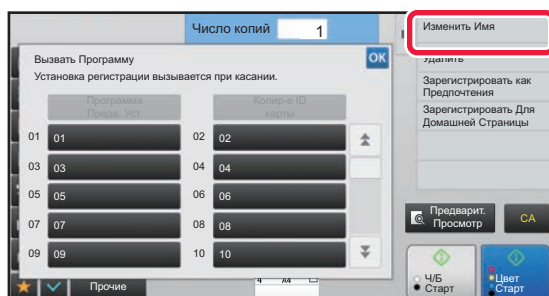 Число копий 1
Изменить Имя
Вызвать Программу
OK
Установка регистрации вызывается при касании.
Удалить
Зарегистрировать как
Предпочтения
Зарегистрировать Для
Домашней Страницы
Программа
Предв. Уст.
Копир-е ID
карты
01 01
02 02
03 03
04 04
05 05
06 06
07 07
08 08
09 09
10 10
Предварит.
Просмотр
CA
Прочие
4 A4
Ч/Б
Старт
Цвет
Старт